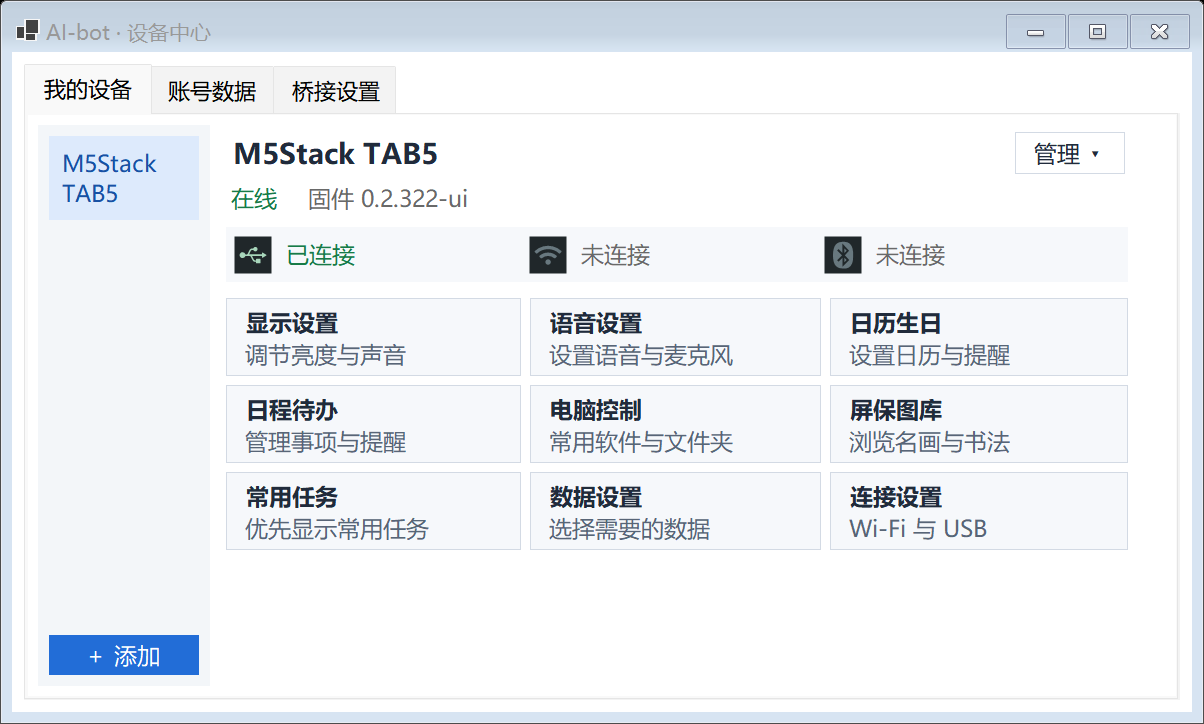 AI-bot · 设备中心
我的设备
账号数据
桥接设置
M5Stack
TAB5
+ 添加
M5Stack TAB5
管理 ▾
在线
固件 0.2.322-ui
已连接
未连接
未连接
显示设置
调节亮度与声音
语音设置
设置语音与麦克风
日历生日
设置日历与提醒
日程待办
管理事项与提醒
电脑控制
常用软件与文件夹
屏保图库
浏览名画与书法
常用任务
优先显示常用任务
数据设置
选择需要的数据
连接设置
Wi-Fi 与 USB